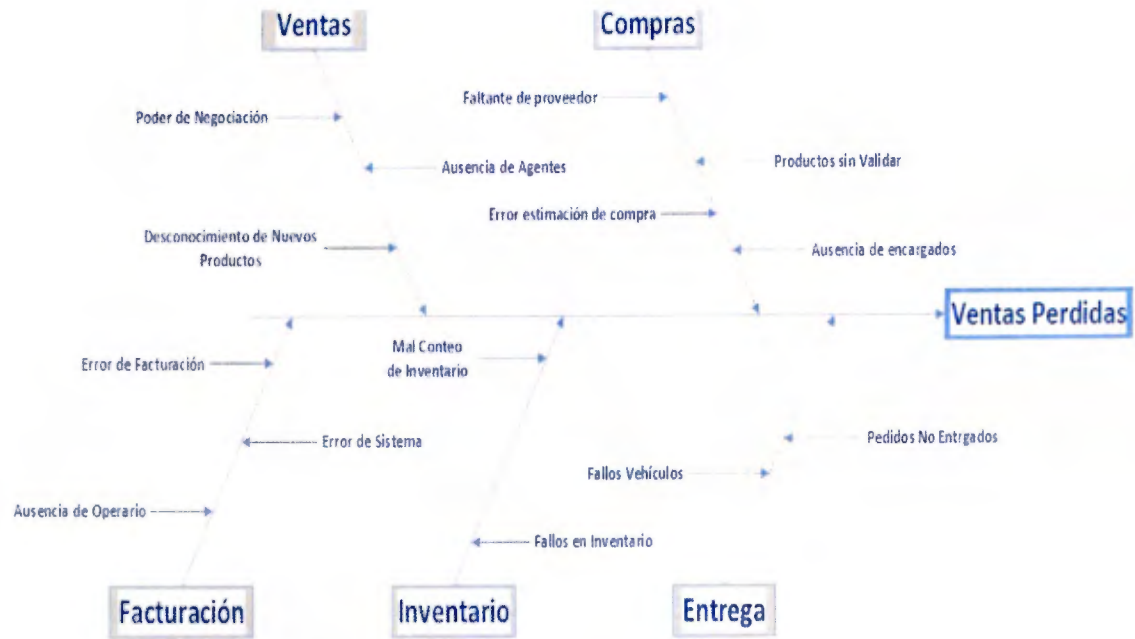 Ventas
Compras
Faltante de proveedor
Poder de Negociación
Productos sin Validar
Ausencia de Agentes
Error estimación de compra
Desconocimiento de Nuevos
Productos
Ausencia de encargados
Ventas Perdidas
Mal Conteo
de Inventario
Error de Facturación
Error de Sistema
Pedidos No Entrgados
Fallos Vehículos
Ausencia de Operario
Fallos en Inventario
Facturación
Inventario
Entrega